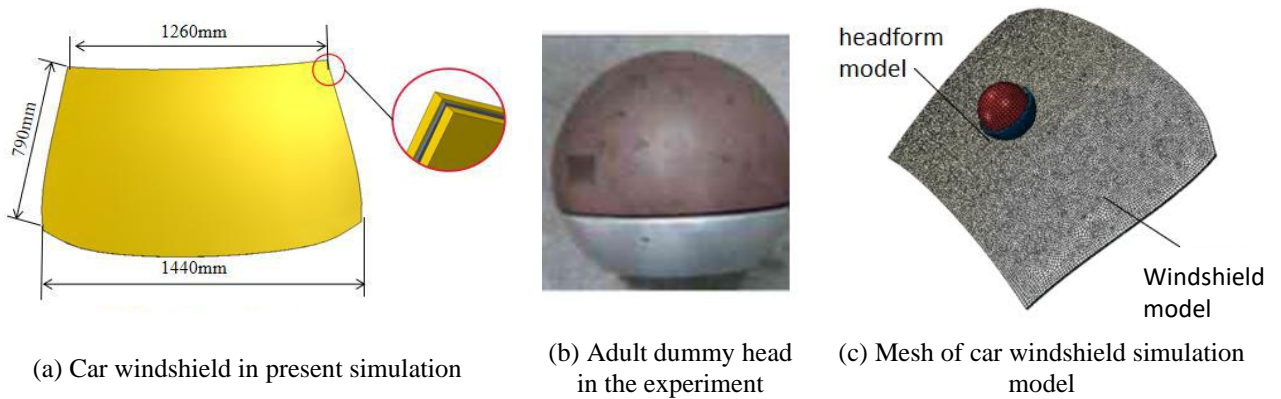 1260mm
790mm
1440mm
headform
model
Windshield
model
(a) Car windshield in present simulation
(b) Adult dummy head
in the experiment
(c) Mesh of car windshield simulation
model